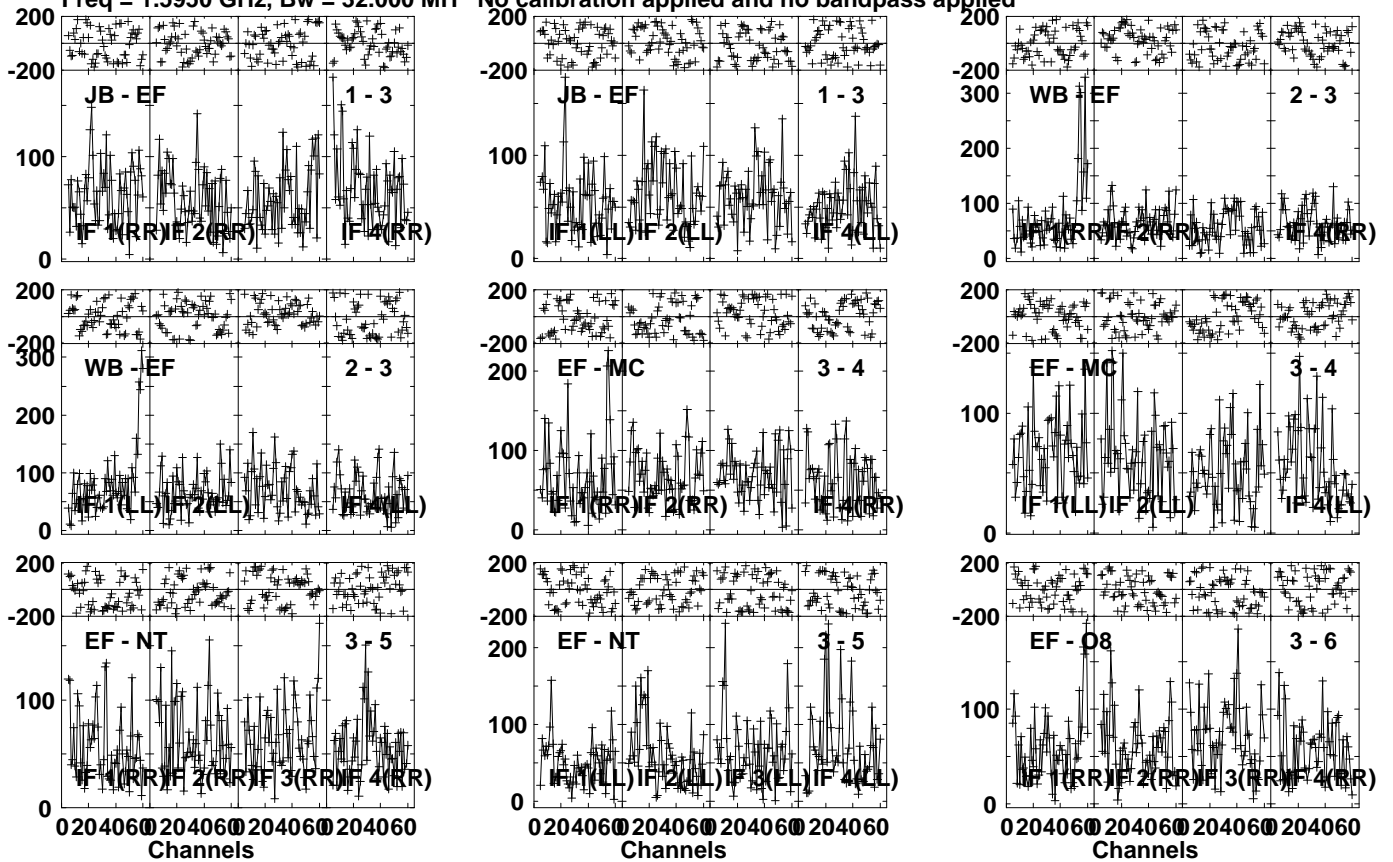 Freq = 1.5950 GHz, Bw = 32.000 MH No calibration applied and no bandpass applied
200
-200
JB - EF 1 - 3
100
0
IF 1(RR) IF 2(RR) IF 4(RR)
200
-200
JB - EF 1 - 3
100
0
IF 1(LL) IF 2(LL) IF 4(LL)
200
-200
WB - EF 2 - 3
300
200
100
0
IF 1(RR) IF 2(RR) IF 4(RR)
200
-200
300
WB - EF 2 - 3
200
100
0
IF 1(LL) IF 2(LL) IF 4(LL)
200
-200
EF - MC 3 - 4
200
100
0
IF 1(RR) IF 2(RR) IF 4(RR)
200
-200
EF - MC 3 - 4
100
0
IF 1(LL) IF 2(LL) IF 4(LL)
200
-200
EF - NT 3 - 5
100
0
IF 1(RR) IF 2(RR) IF 3(RR) IF 4(RR)
0 20 40 60 0 20 40 60 0 20 40 60 0 20 40 60
Channels
200
-200
EF - NT 3 - 5
200
100
0
IF 1(LL) IF 2(LL) IF 3(LL) IF 4(LL)
0 20 40 60 0 20 40 60 0 20 40 60 0 20 40 60
Channels
200
-200
EF - O8 3 - 6
100
0
IF 1(RR) IF 2(RR) IF 3(RR) IF 4(RR)
0 20 40 60 0 20 40 60 0 20 40 60 0 20 40 60
Channels